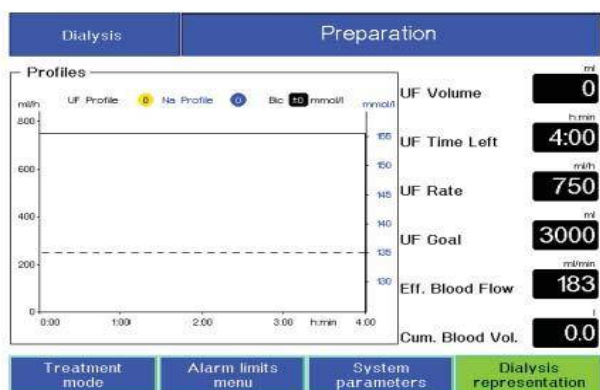 Dialysis
Preparation
Profiles
ml/h UF Profile 0 Na Profile 0 Bic ±0 mmol/l mmol/l
800
600
400
200
0
155
150
145
140
135
130
0:00 1:00 2:00 3:00 h:min 4:00
ml
UF Volume 0
h:min
UF Time Left 4:00
ml/h
UF Rate 750
ml
UF Goal 3000
ml/min
Eff. Blood Flow 183
l
Cum. Blood Vol. 0.0
Treatment
mode
Alarm limits
menu
System
parameters
Dialysis
representation